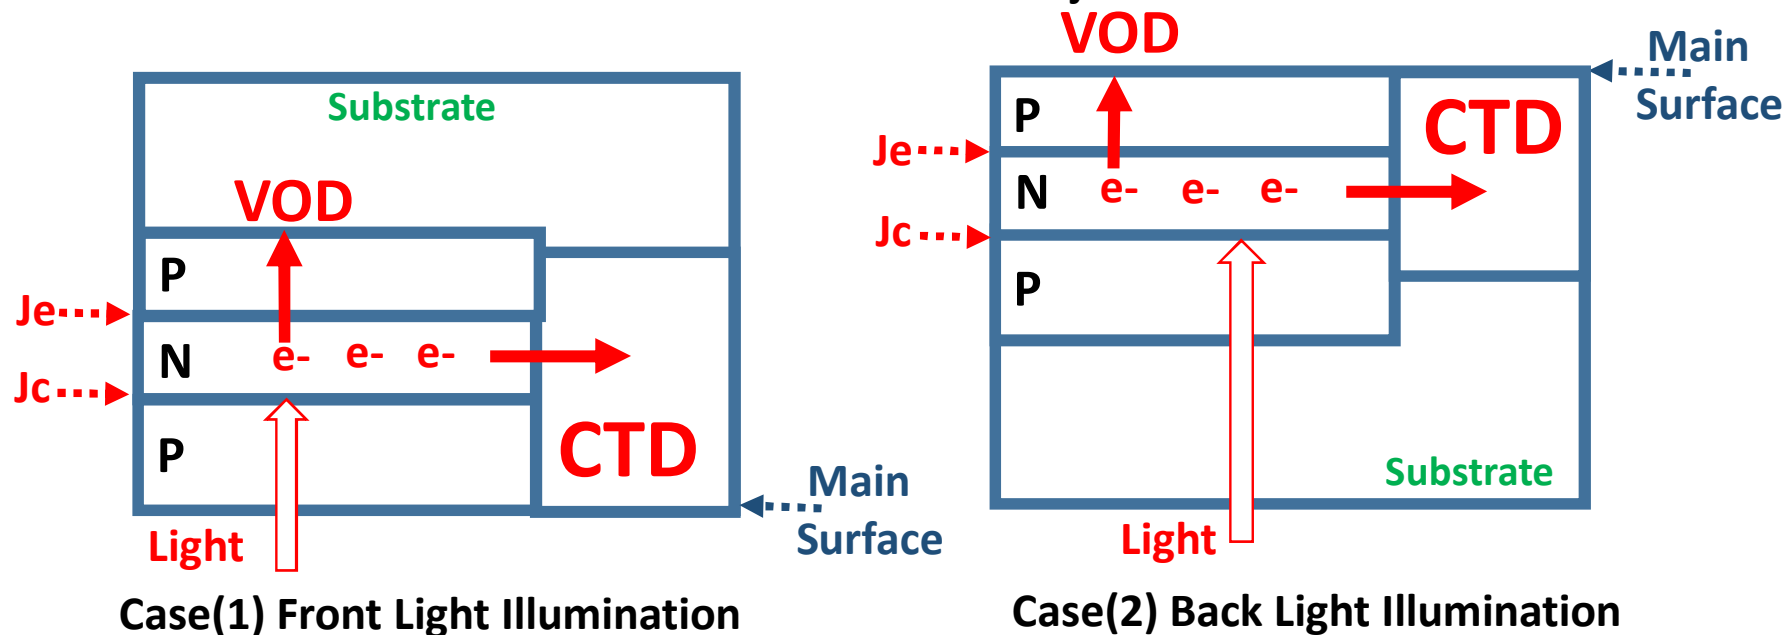 Substrate
VOD
P
Je
N
e- e- e-
Jc
P
CTD
Main
Surface
Light
Case(1) Front Light Illumination
VOD
Main
Surface
P
CTD
Je
N
e- e- e-
Jc
P
Substrate
Light
Case(2) Back Light Illumination